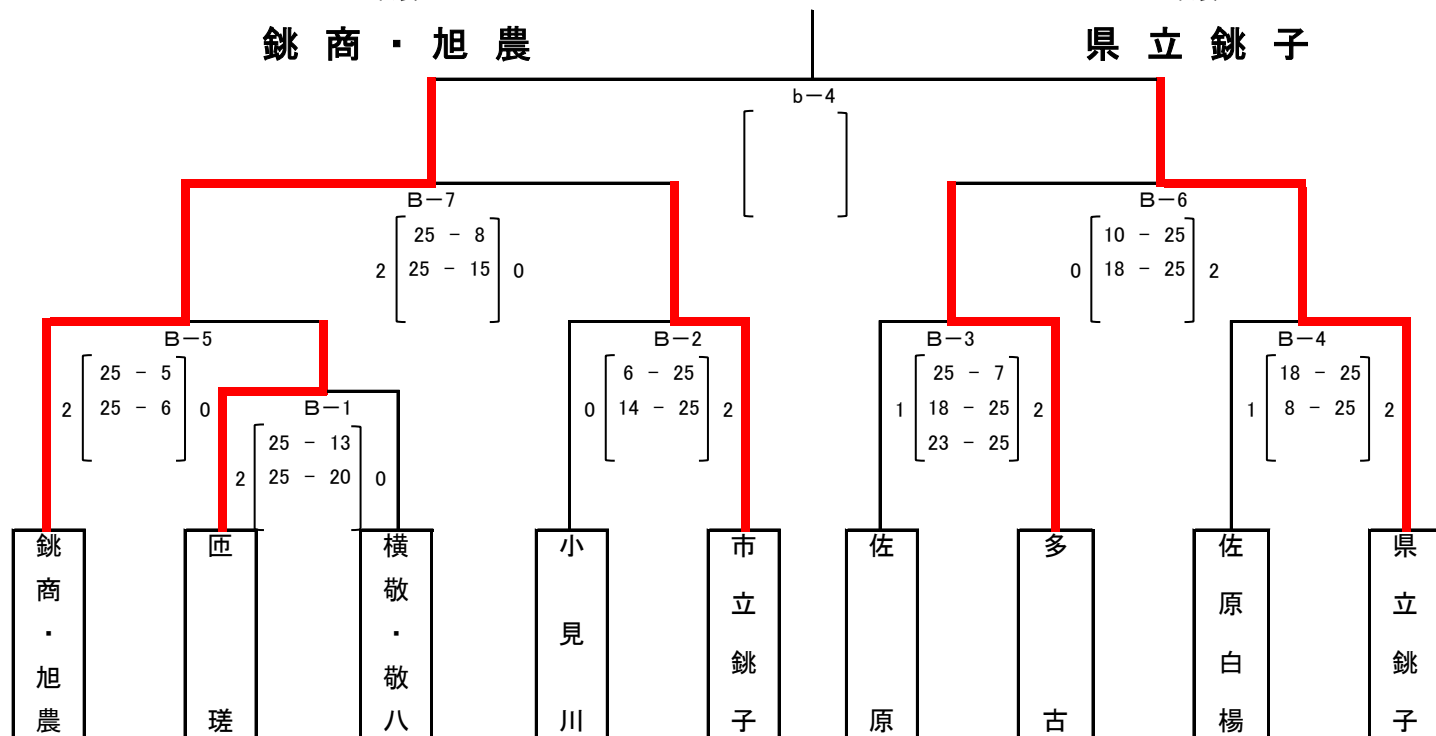 銚商・旭農
県立銚子
b－4
B－7
25 - 8
2 25 - 15 0
B－6
10 - 25
0 18 - 25 2
B－5
25 - 5
2 25 - 6 0
B－1
25 - 13
2 25 - 20 0
B－2
6 - 25
0 14 - 25 2
B－3
25 - 7
1 18 - 25 2
23 - 25
B－4
18 - 25
1 8 - 25 2
銚商・旭農
匝瑳
横敬・敬八
小見川
市立銚子
佐原
多古
佐原白楊
県立銚子